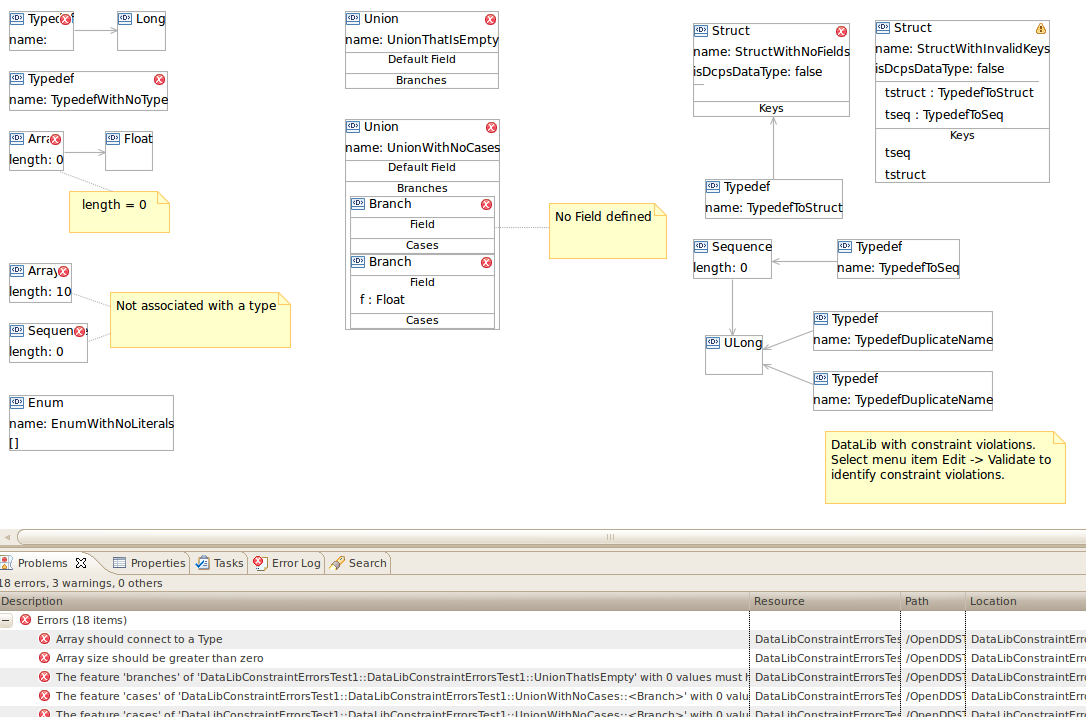 Typedef
name:
Long
Typedef
name: TypedefWithNoType
Array
length: 0
Float
length = 0
Array
length: 10
Not associated with a type
Sequence
length: 0
Enum
name: EnumWithNoLiterals
[]
Union
name: UnionThatIsEmpty
Default Field
Branches
Union
name: UnionWithNoCases
Default Field
Branches
Branch
Field
Cases
Branch
Field
f : Float
Cases
No Field defined
Struct
name: StructWithNoFields
isDcpsDataType: false
Keys
Struct
name: StructWithInvalidKeys
isDcpsDataType: false
tstruct : TypedefToStruct
tseq : TypedefToSeq
Keys
tseq
tstruct
Typedef
name: TypedefToStruct
Sequence
length: 0
Typedef
name: TypedefToSeq
ULong
Typedef
name: TypedefDuplicateName
Typedef
name: TypedefDuplicateName
DataLib with constraint violations.
Select menu item Edit -> Validate to
identify constraint violations.
Problems Properties Tasks Error Log Search
18 errors, 3 warnings, 0 others
Description Resource Path Location
Errors (18 items)
Array should connect to a Type DataLibConstraintErrorsTes /OpenDDST DataLibConstraintErro
Array size should be greater than zero DataLibConstraintErrorsTes /OpenDDST DataLibConstraintErro
The feature 'branches' of 'DataLibConstraintErrorsTest1::DataLibConstraintErrorsTest1::UnionThatIsEmpty' with 0 values must h DataLibConstraintErrorsTes /OpenDDST DataLibConstraintErro
The feature 'cases' of 'DataLibConstraintErrorsTest1::DataLibConstraintErrorsTest1::UnionWithNoCases::<Branch>' with 0 valu DataLibConstraintErrorsTes /OpenDDST DataLibConstraintErro
The feature 'cases' of 'DataLibConstraintErrorsTest1::DataLibConstraintErrorsTest1::UnionWithNoCases::<Branch>' with 0 valu DataLibConstraintErrorsTes /OpenDDST DataLibConstraintErro